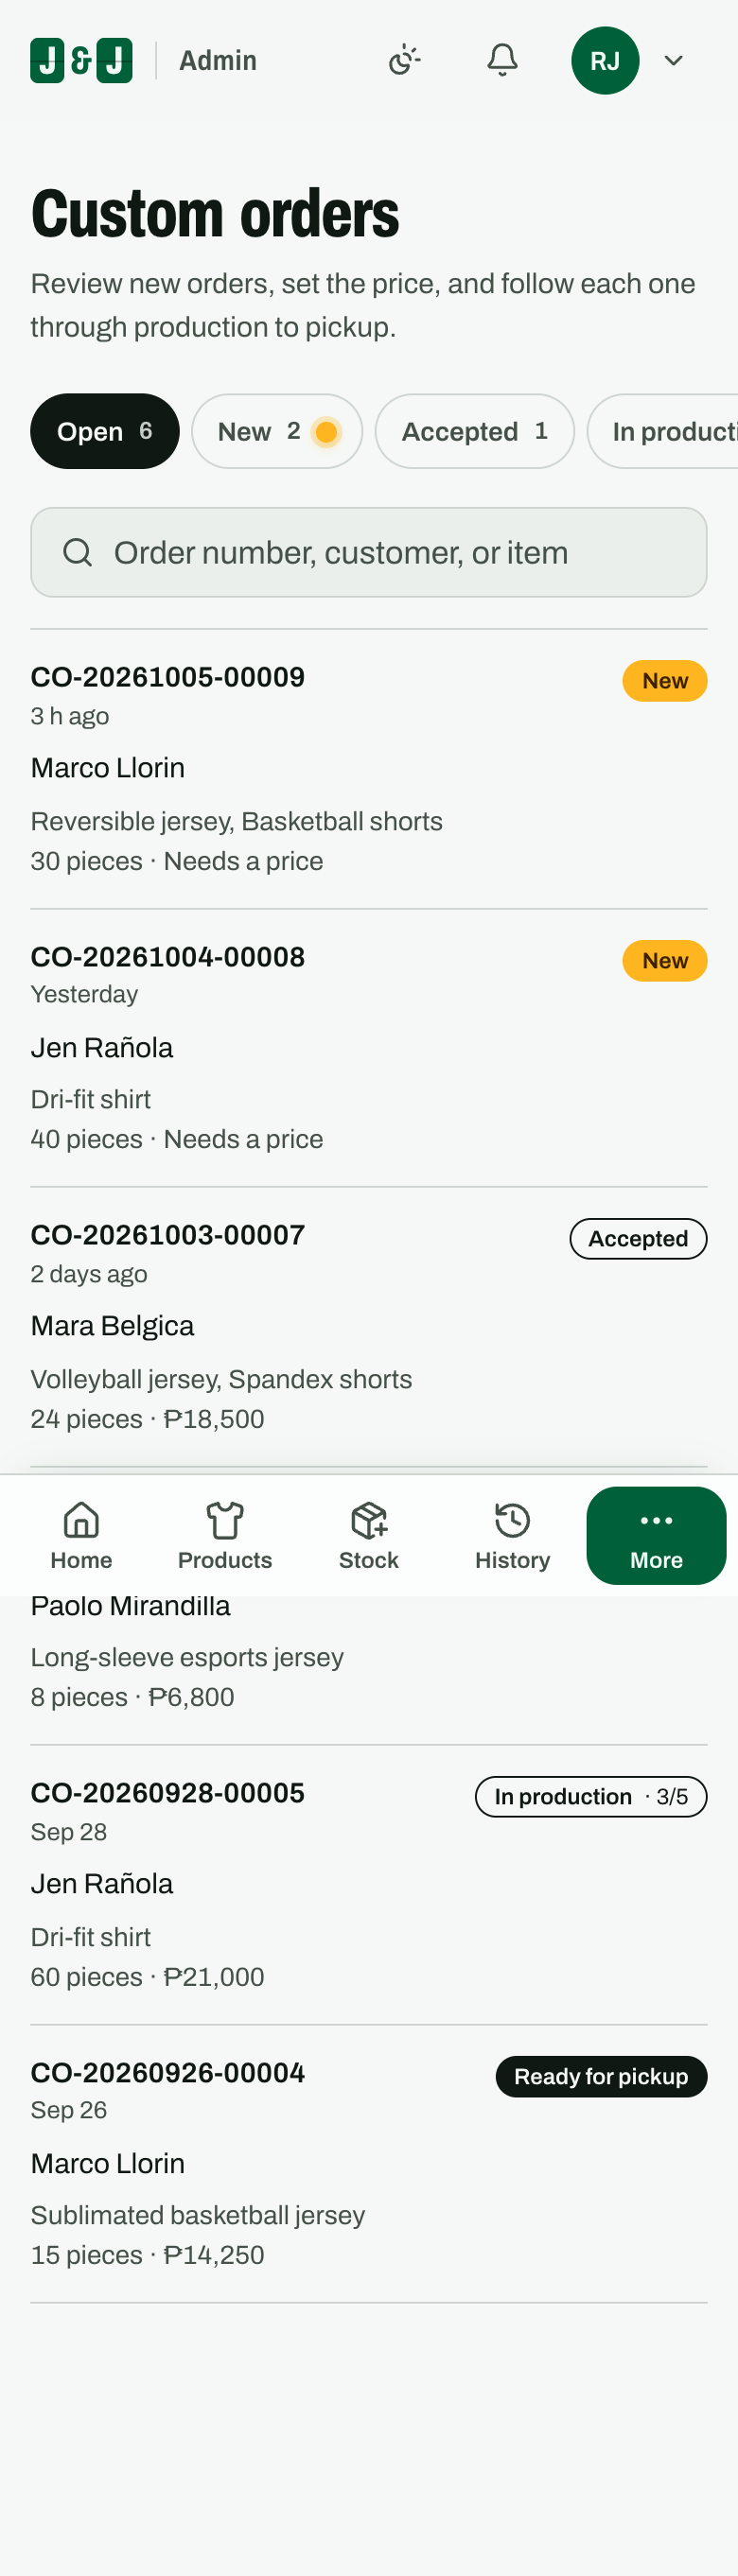 J & J Admin RJ
Custom orders
Review new orders, set the price, and follow each one
through production to pickup.
Open 6 New 2 Accepted 1 In producti
Order number, customer, or item
CO-20261005-00009 New
3 h ago
Marco Llorin
Reversible jersey, Basketball shorts
30 pieces · Needs a price
CO-20261004-00008 New
Yesterday
Jen Rañola
Dri-fit shirt
40 pieces · Needs a price
CO-20261003-00007 Accepted
2 days ago
Mara Belgica
Volleyball jersey, Spandex shorts
24 pieces · ₱18,500
Home Products Stock History More
Paolo Mirandilla
Long-sleeve esports jersey
8 pieces · ₱6,800
CO-20260928-00005 In production · 3/5
Sep 28
Jen Rañola
Dri-fit shirt
60 pieces · ₱21,000
CO-20260926-00004 Ready for pickup
Sep 26
Marco Llorin
Sublimated basketball jersey
15 pieces · ₱14,250